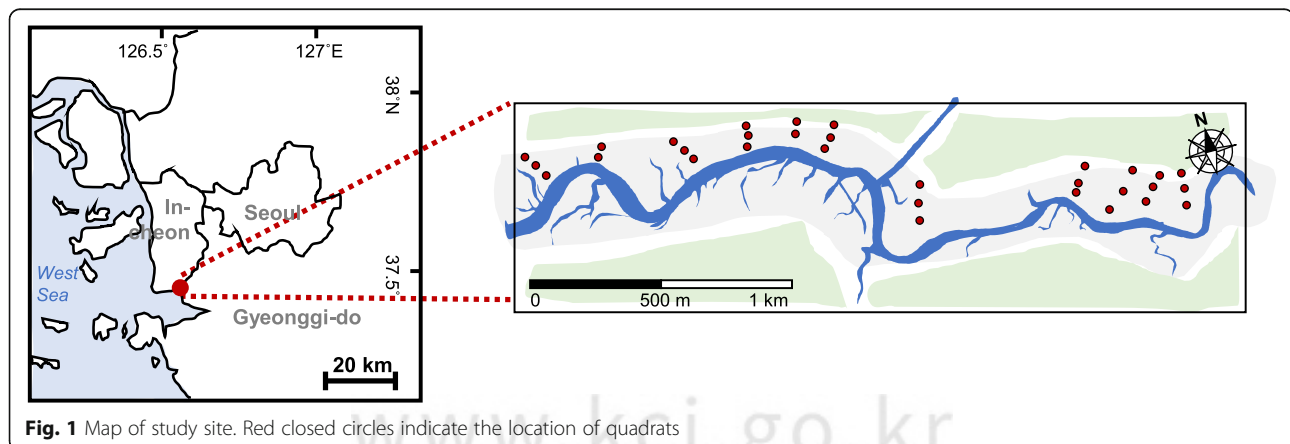 126.5° 127°E
38°N
In-
cheon
Seoul
West
Sea
37.5°
Gyeonggi-do
20 km
N
0 500 m 1 km
Fig. 1 Map of study site. Red closed circles indicate the location of quadrats
www.kci.go.kr